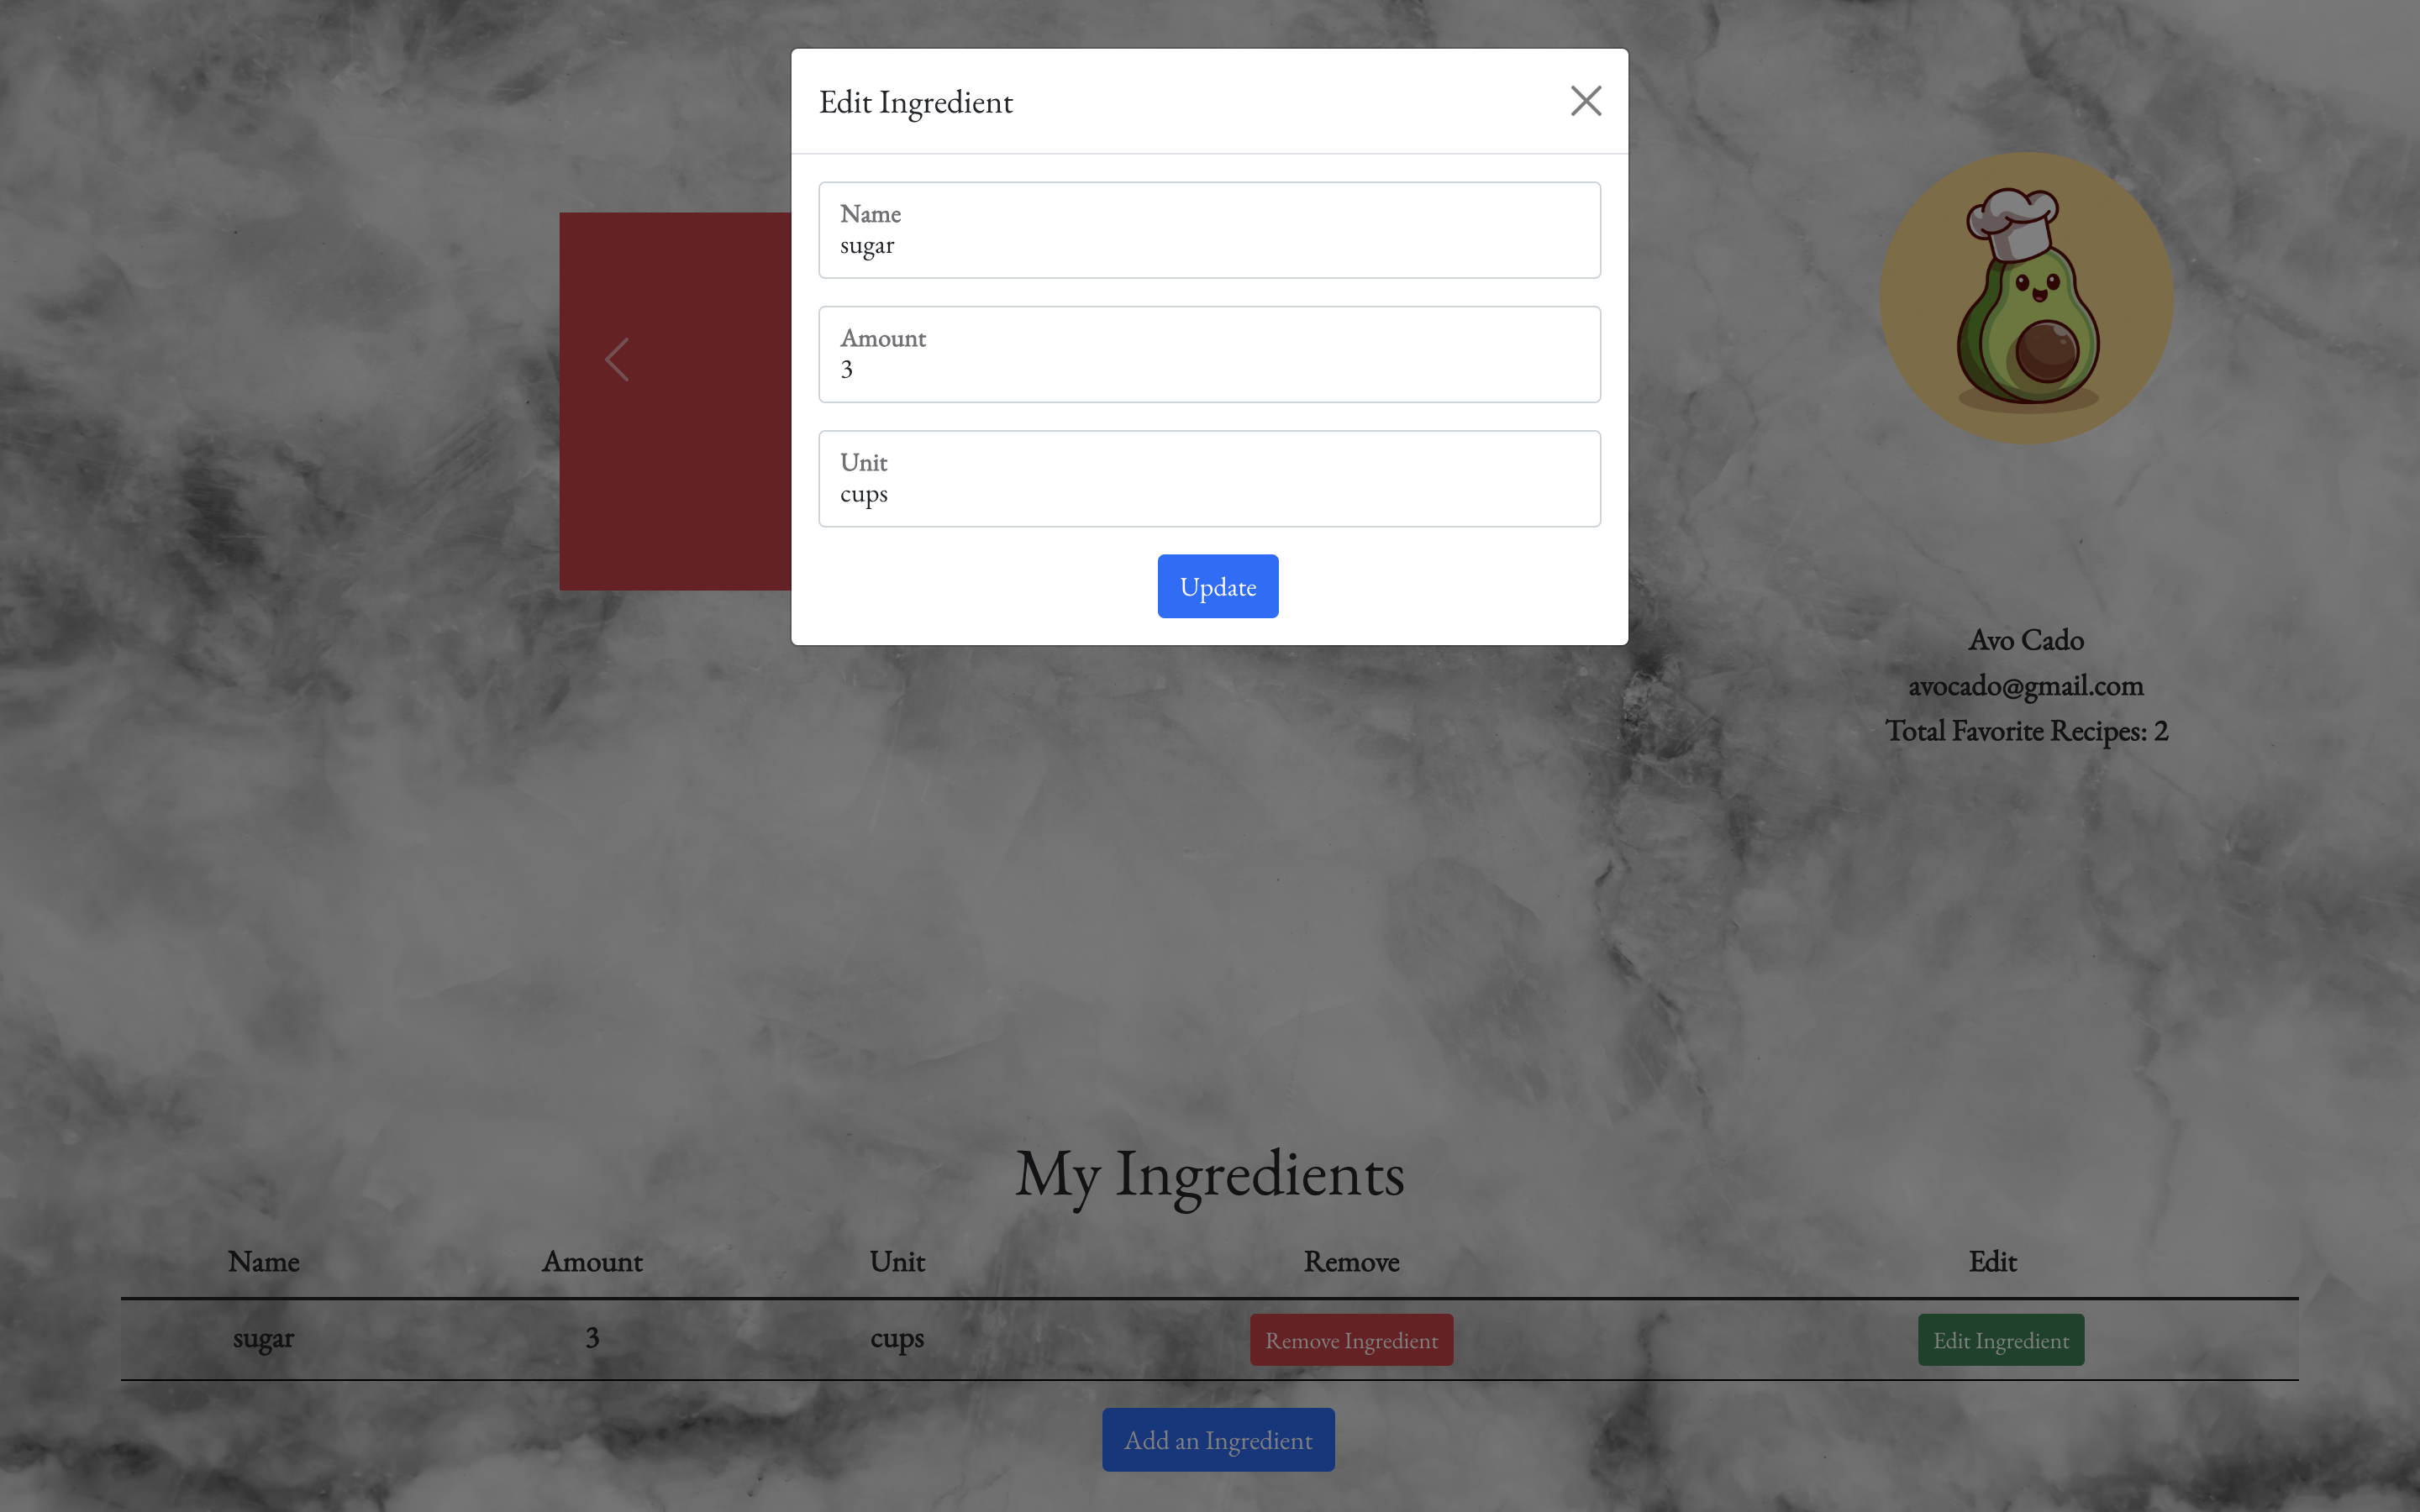 Edit Ingredient
Name
sugar
Amount
3
Unit
cups
Update
Avo Cado
avocado@gmail.com
Total Favorite Recipes: 2
My Ingredients
Name Amount Unit Remove Edit
sugar 3 cups Remove Ingredient Edit Ingredient
Add an Ingredient